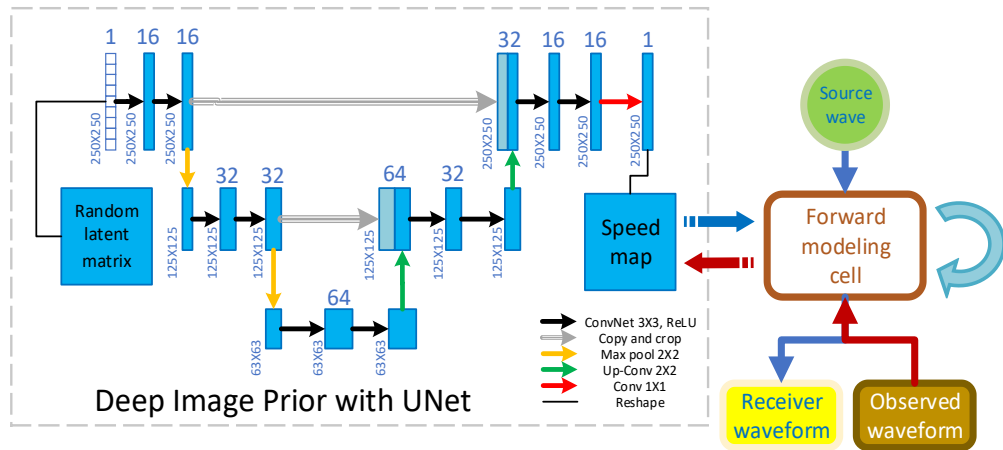 1 16 16 32 16 16 1
250X250 250X250 250X250 250X250 250X250 250X250 250X250
Random
latent
matrix
32 32 64 32
125X125 125X125 125X125 125X125 125X125 125X125
64
63X63 63X63 63X63
Speed
map
ConvNet 3X3, ReLU
Copy and crop
Max pool 2X2
Up-Conv 2X2
Conv 1X1
Reshape
Deep Image Prior with UNet
Source
wave
Forward
modeling
cell
Receiver
waveform
Observed
waveform